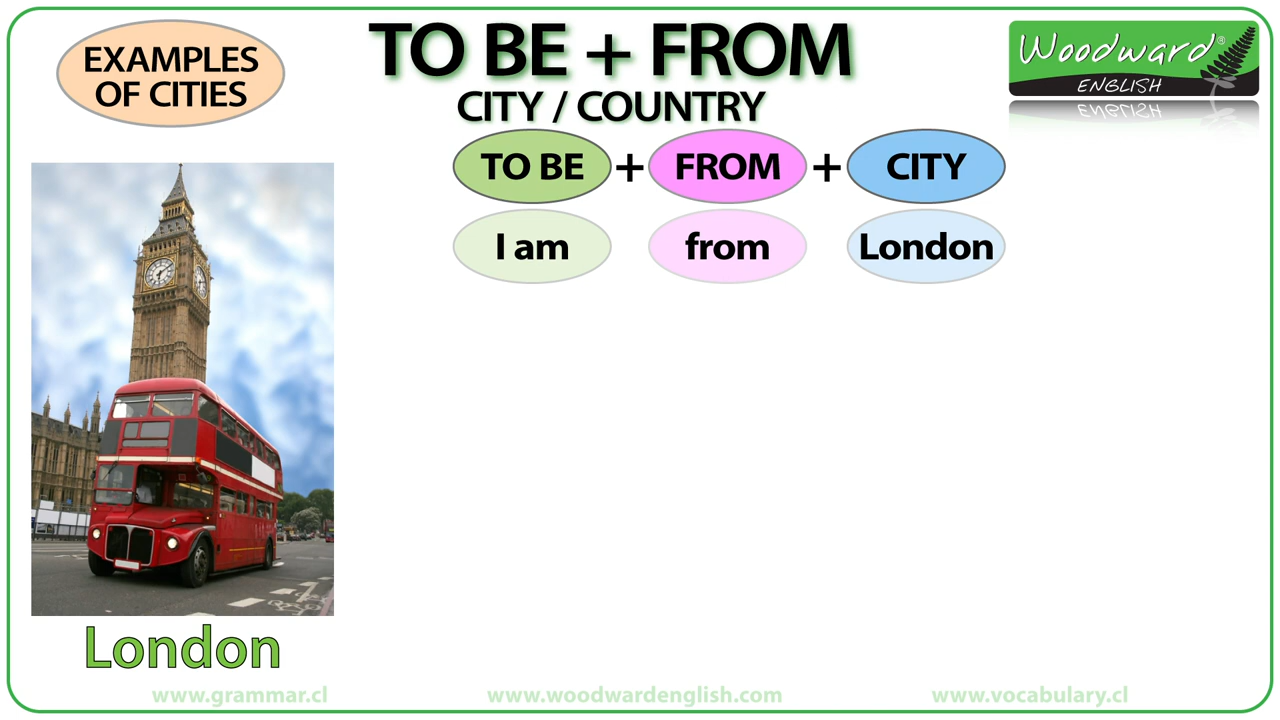 EXAMPLES
OF CITIES
TO BE + FROM
CITY / COUNTRY
Woodward®
ENGLISH
TO BE + FROM + CITY
I am from London
London
www.grammar.cl www.woodwardenglish.com www.vocabulary.cl